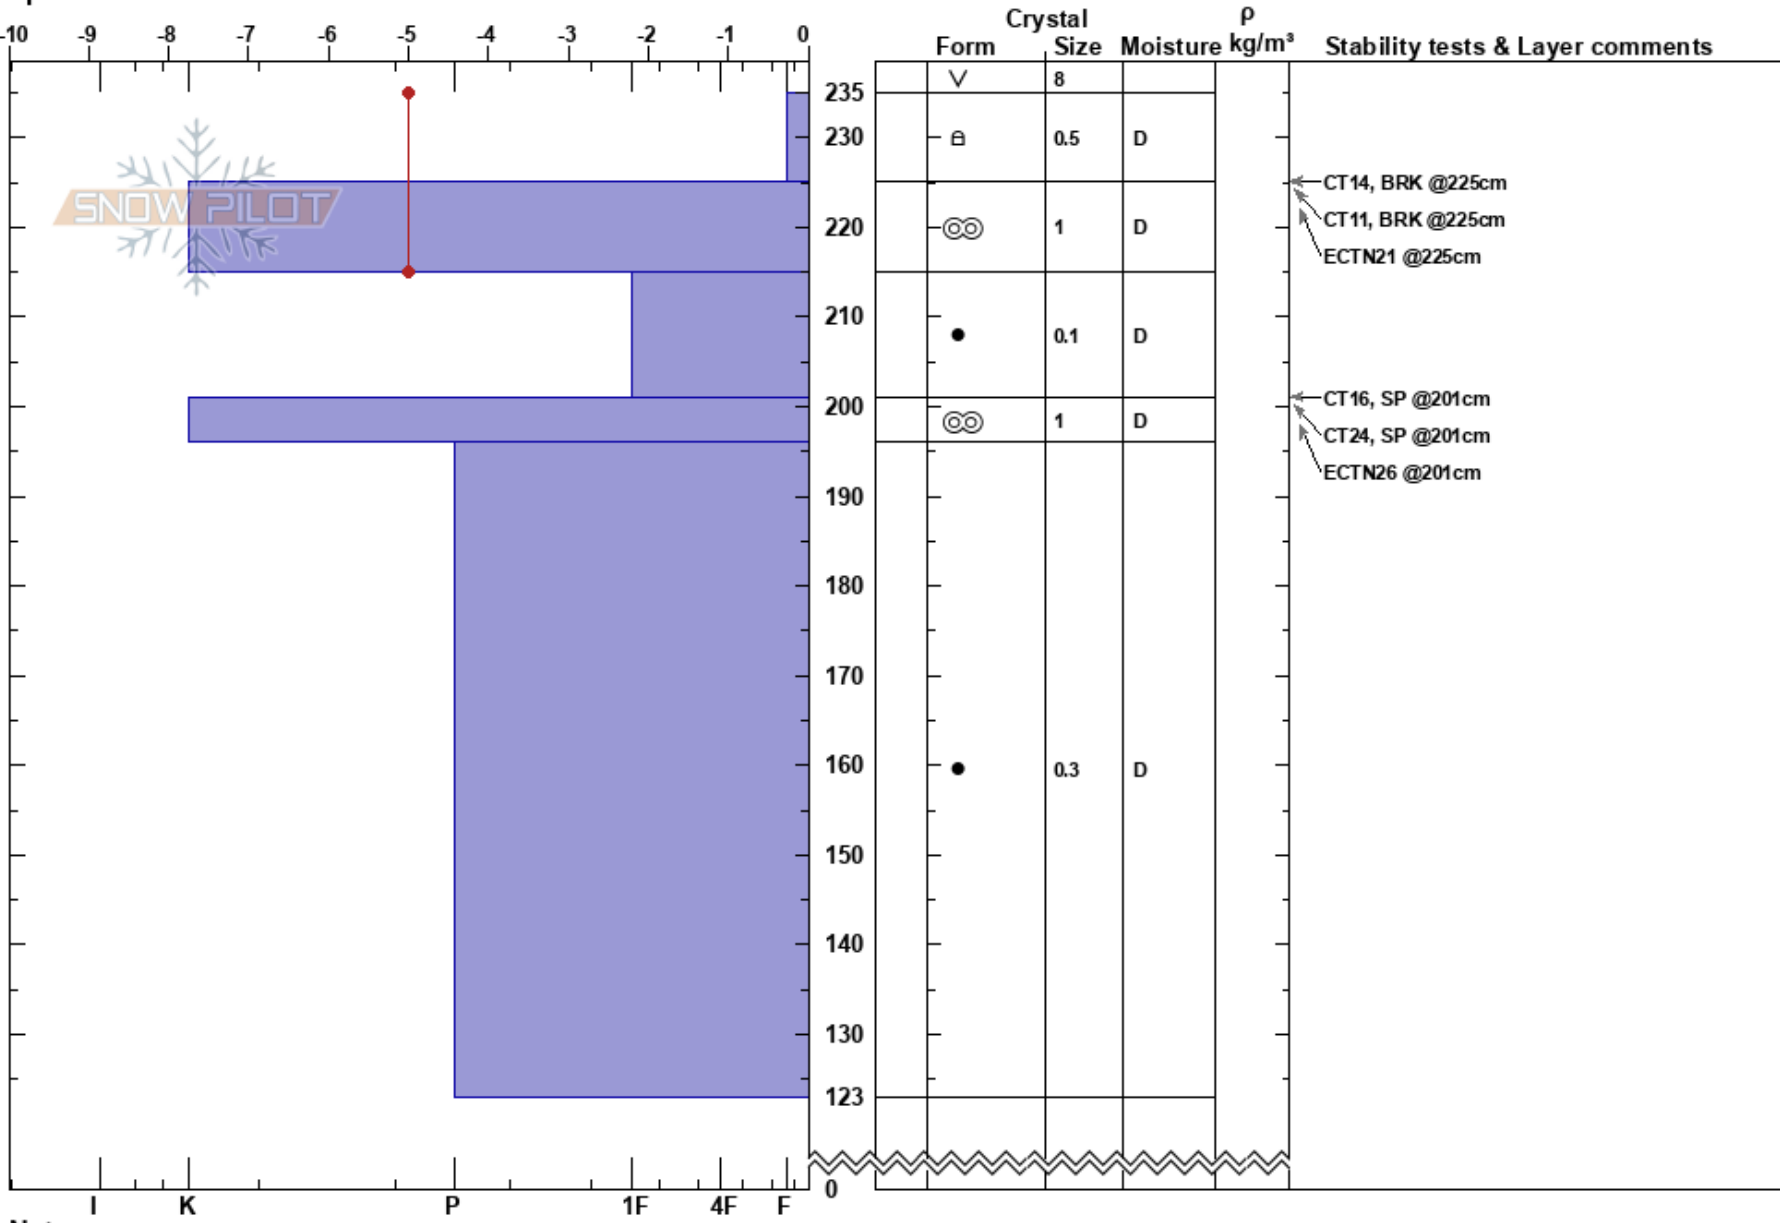 -10 -9 -8 -7 -6 -5 -4 -3 -2 -1 0
Crystal ρ
Form Size Moisture kg/m³ Stability tests & Layer comments
8
235
230 0.5 D
SNOWPILOT
CT14, BRK @225cm
220 1 D CT11, BRK @225cm
ECTN21 @225cm
210
0.1 D
CT16, SP @201cm
200 1 D
CT24, SP @201cm
ECTN26 @201cm
190
180
170
160 0.3 D
150
140
130
123
0
I K P 1F 4F F